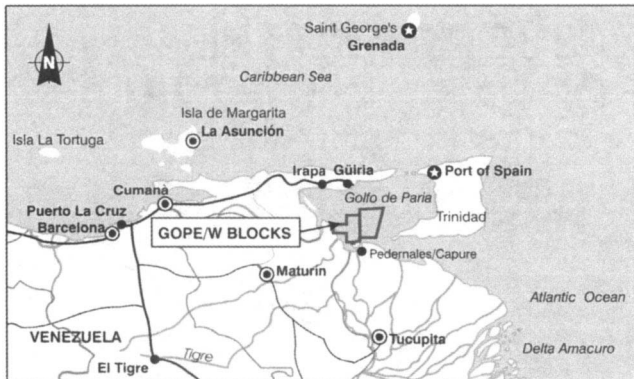 Saint George's
Grenada
N
Caribbean Sea
Isla de Margarita
La Asunción
Isla La Tortuga
Irapa
Güiria
Port of Spain
Cumanà
Golfo de Paria
Puerto La Cruz
Barcelona
GOPE/W BLOCKS
Trinidad
Pedernales/Capure
Maturín
Atlantic Ocean
VENEZUELA
Tucupita
Delta Amacuro
Tigre
El Tigre